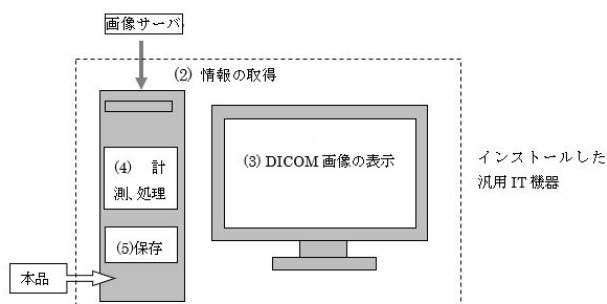 画像サーバ
(2) 情報の取得
(3) DICOM 画像の表示
(4) 計
測、処理
(5)保存
本品
インストールした
汎用 IT 機器